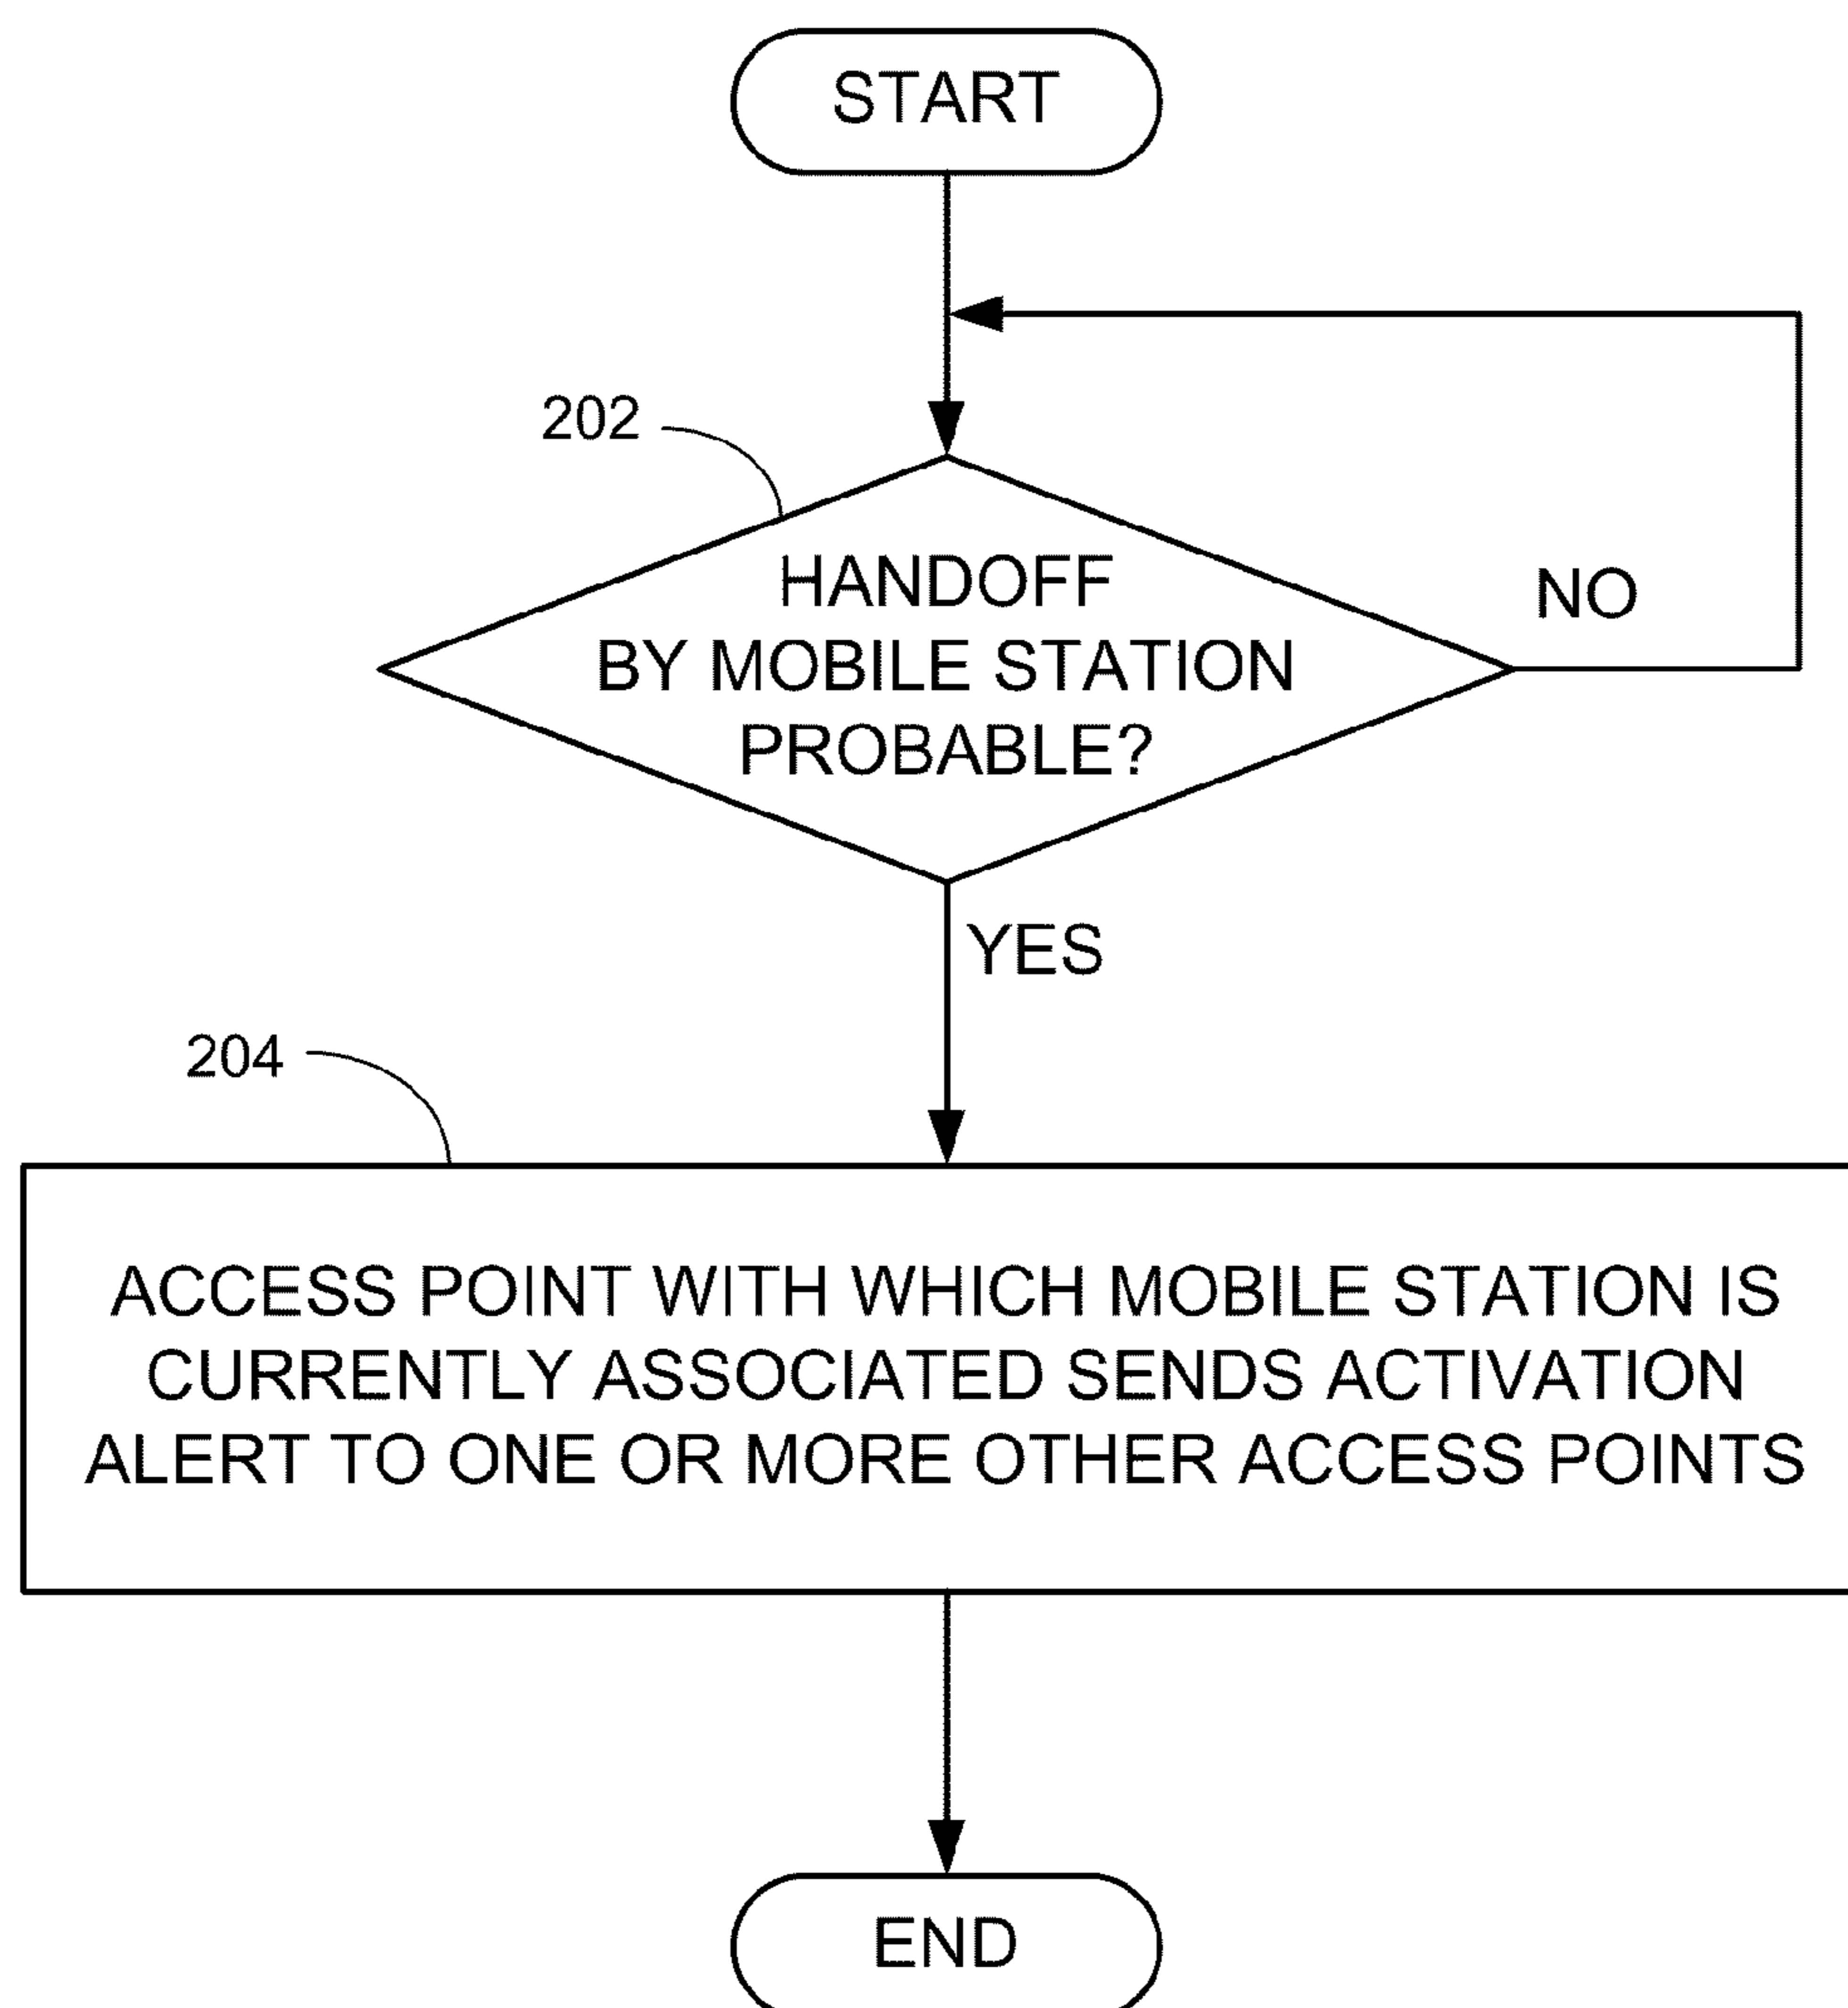 START
202
HANDOFF
BY MOBILE STATION
PROBABLE?
NO
YES
204
ACCESS POINT WITH WHICH MOBILE STATION IS
CURRENTLY ASSOCIATED SENDS ACTIVATION
ALERT TO ONE OR MORE OTHER ACCESS POINTS
END